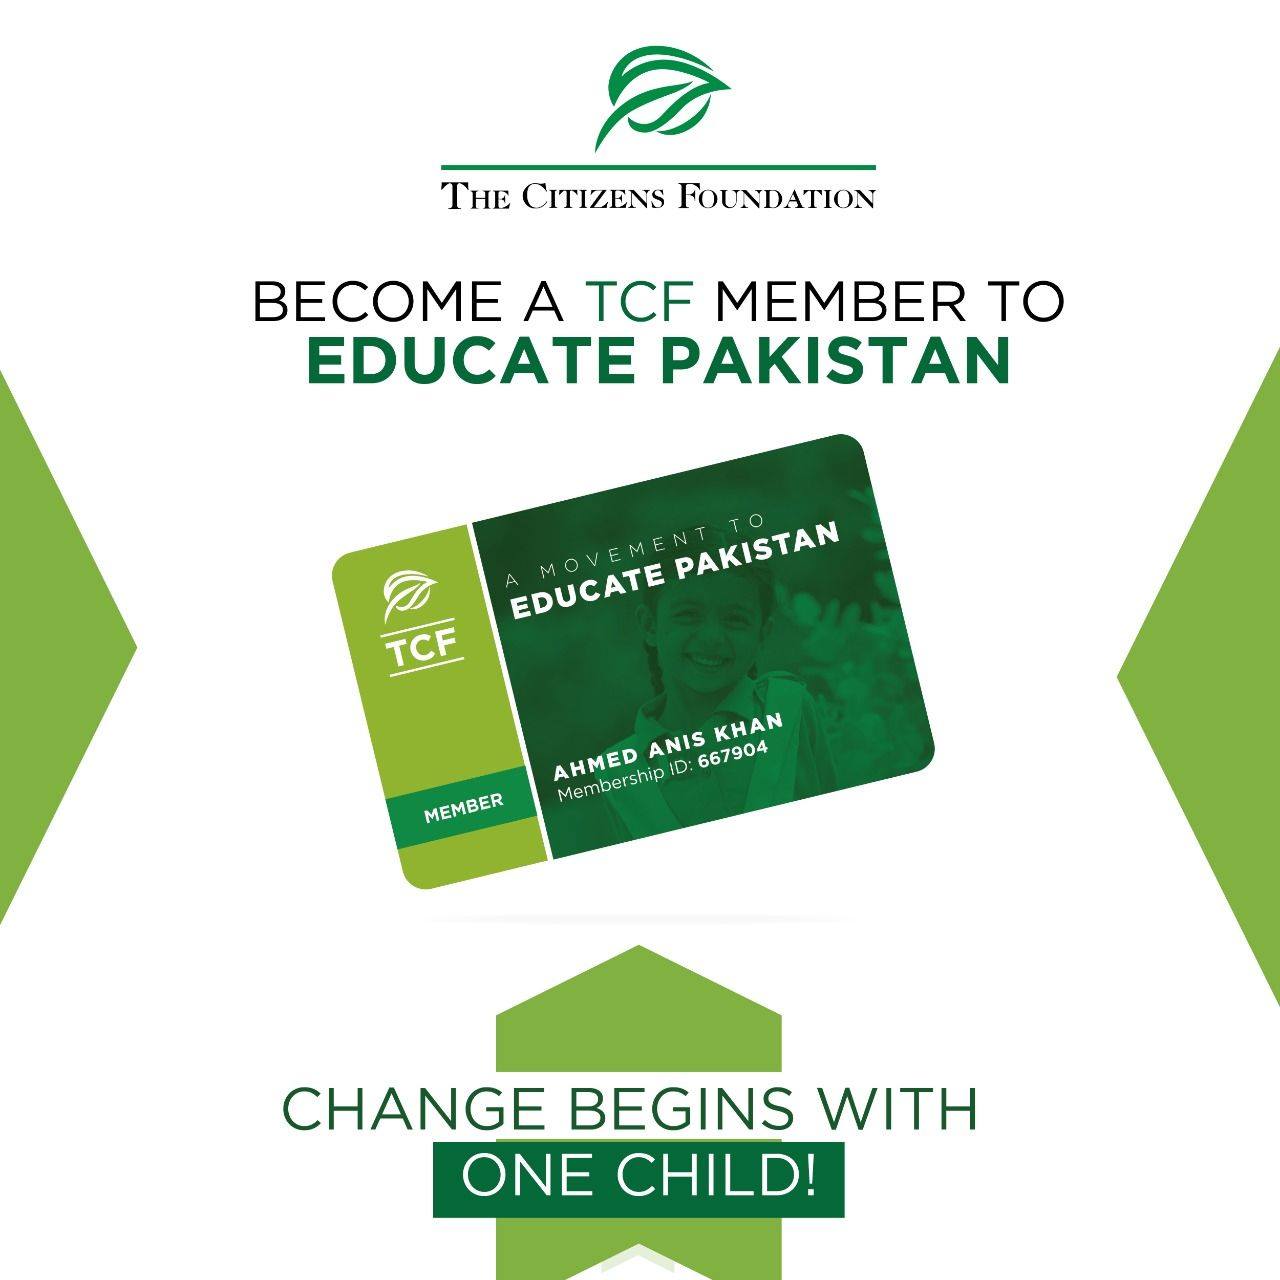 THE CITIZENS FOUNDATION
BECOME A TCF MEMBER TO
EDUCATE PAKISTAN
A MOVEMENT TO
EDUCATE PAKISTAN
TCF
AHMED ANIS KHAN
Membership ID: 667904
MEMBER
CHANGE BEGINS WITH
ONE CHILD!